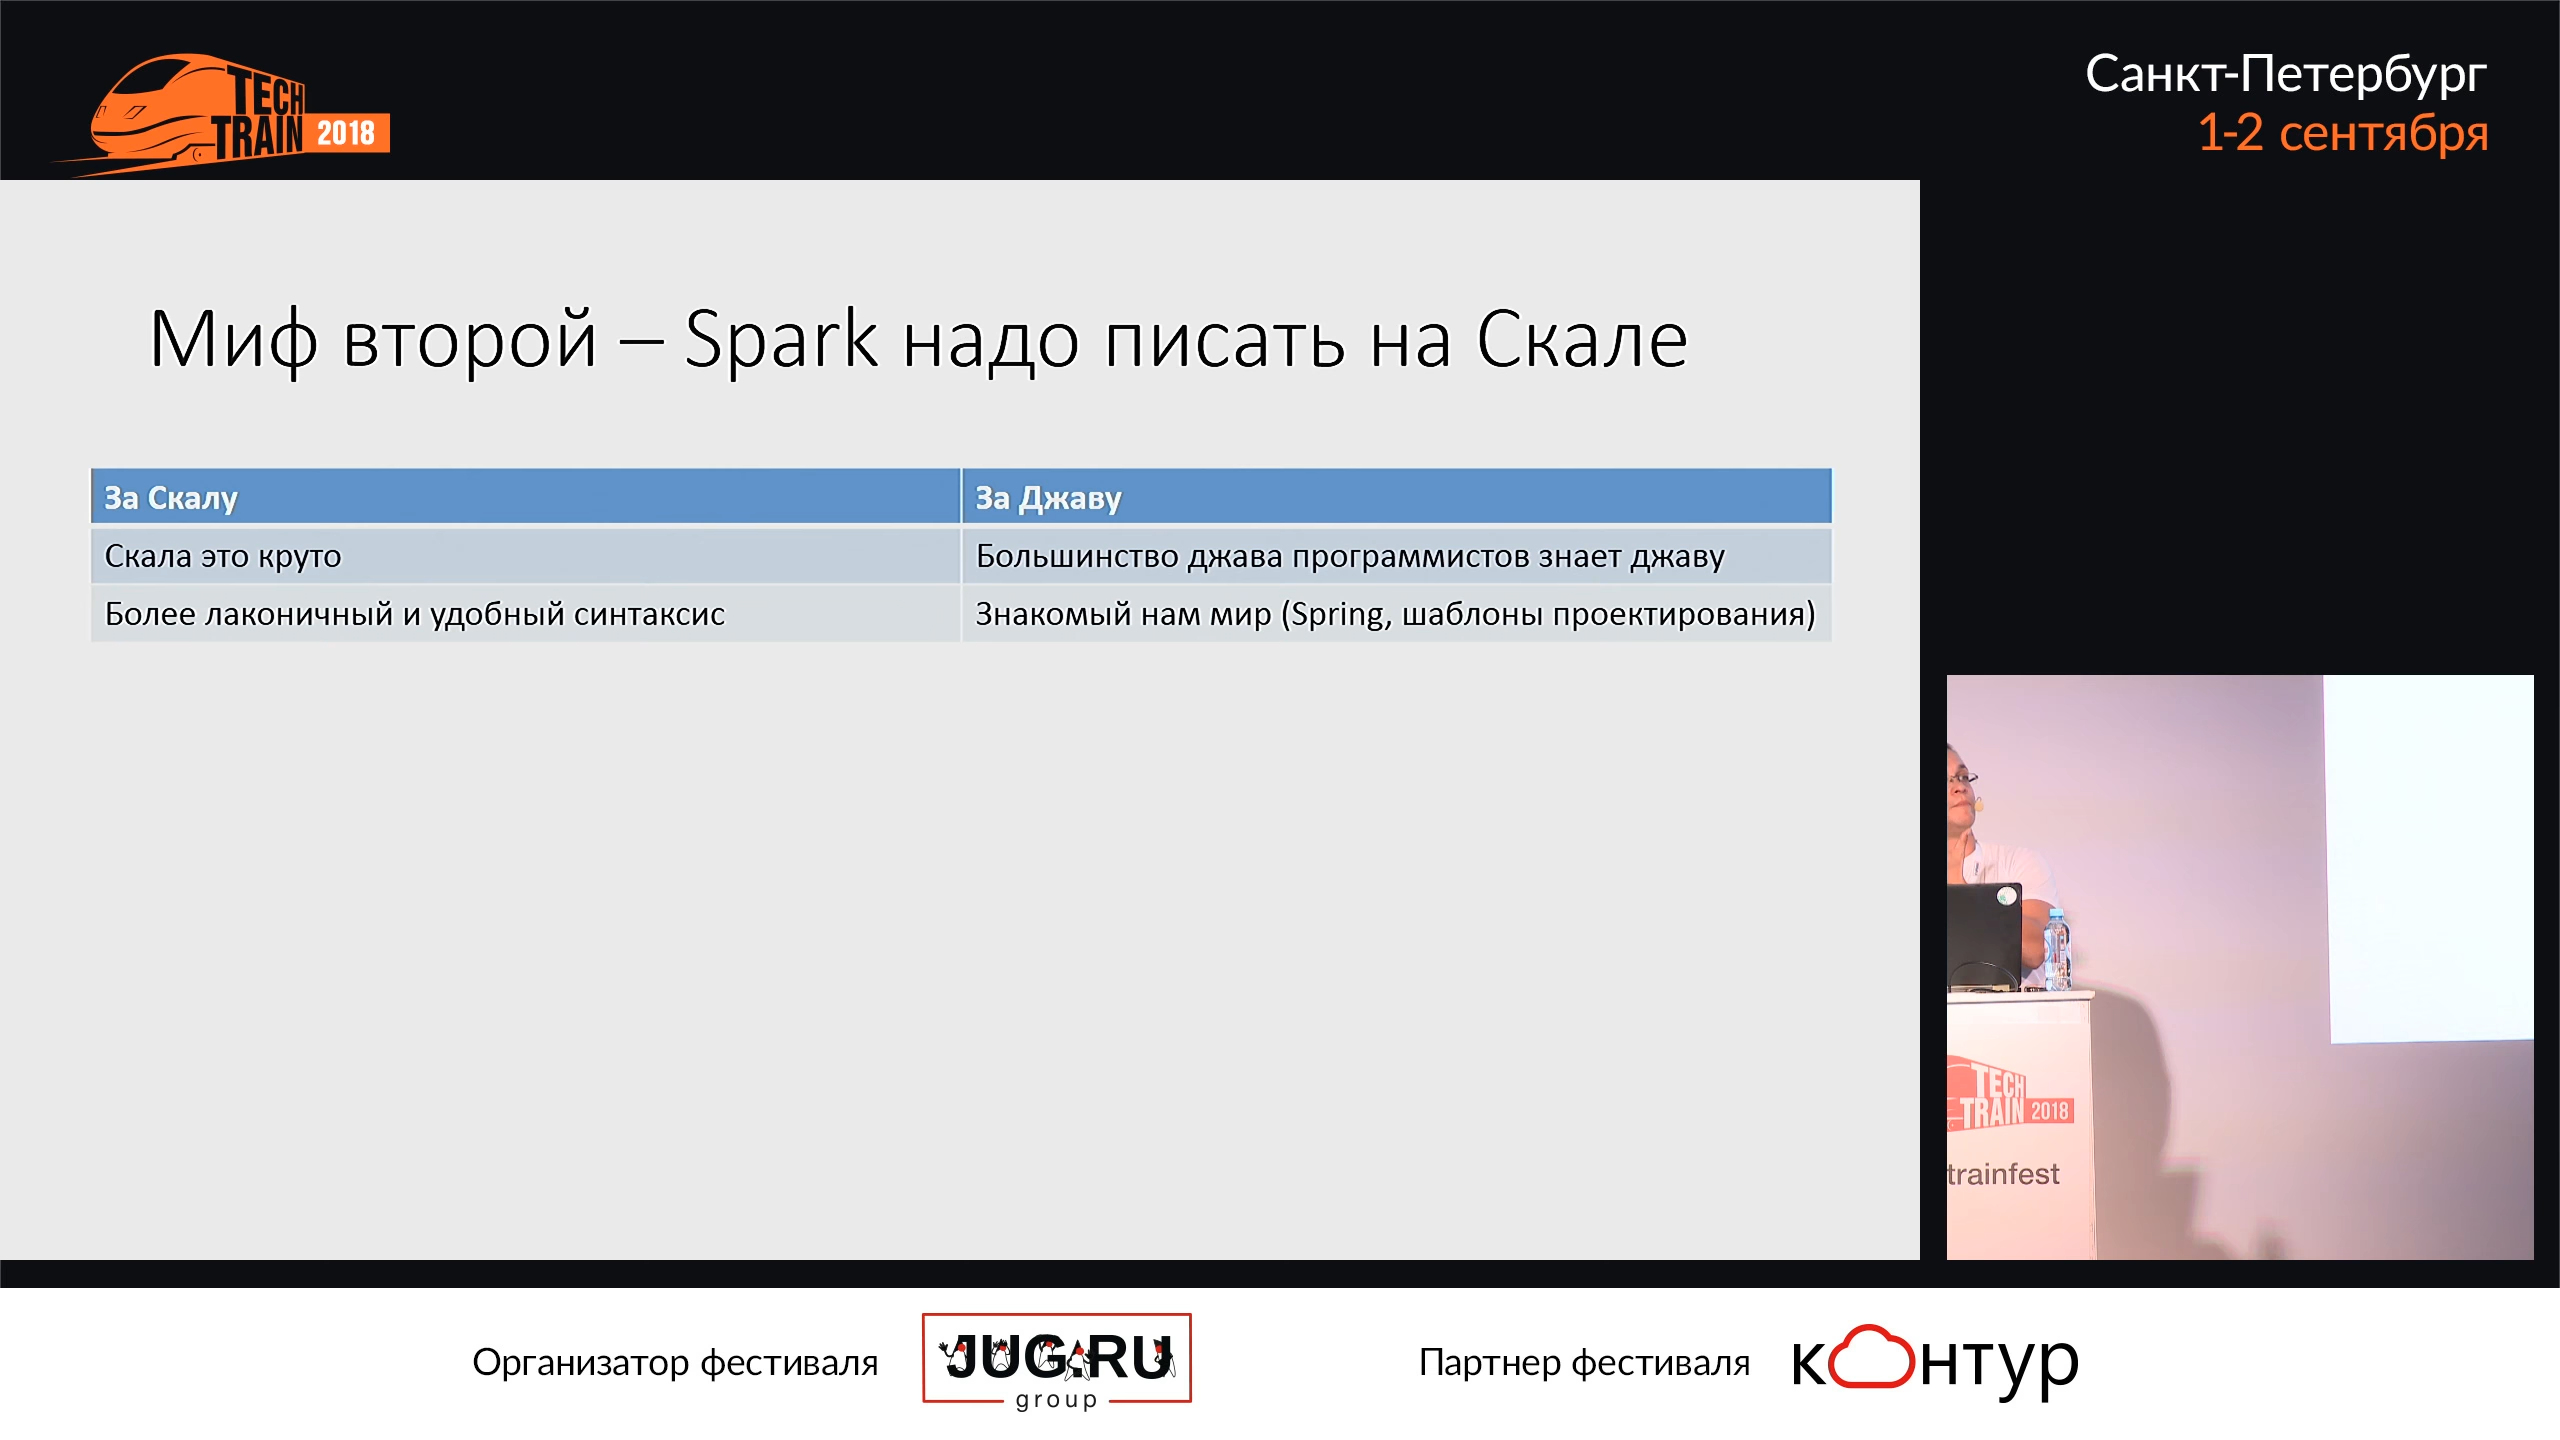 TECH
TRAIN 2018
Санкт-Петербург
1-2 сентября
Миф второй – Spark надо писать на Скале
За Скалу
За Джаву
Скала это круто
Большинство джава программистов знает джаву
Более лаконичный и удобный синтаксис
Знакомый нам мир (Spring, шаблоны проектирования)
TECH
TRAIN 2018
trainfest
Организатор фестиваля
JUG.RU
group
Партнер фестиваля
контур